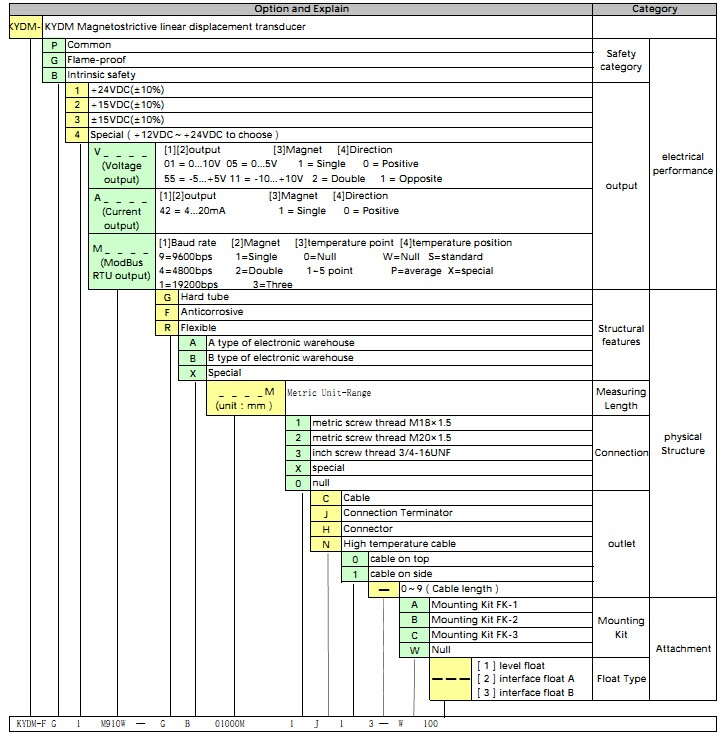 Option and Explain Category
KYDM- KYDM Magnetostrictive linear displacement transducer
P Common
G Flame-proof
B Intrinsic safety
Safety category
1 +24VDC(±10%)
2 +15VDC(±10%)
3 ±15VDC(±10%)
4 Special ( +12VDC～+24VDC to choose )
V _ _ _ _ (Voltage output)
[1][2]output [3]Magnet [4]Direction
01 = 0...10V 05 = 0...5V 1 = Single 0 = Positive
55 = -5...+5V 11 = -10...+10V 2 = Double 1 = Opposite
A _ _ _ _ (Current output)
[1][2]output [3]Magnet [4]Direction
42 = 4...20mA 1 = Single 0 = Positive
M _ _ _ _ (ModBus RTU output)
[1]Baud rate [2]Magnet [3]temperature point [4]temperature position
9=9600bps 1=Single 0=Null W=Null S=standard
4=4800bps 2=Double 1~5 point P=average X=special
1=19200bps 3=Three
output
electrical performance
G Hard tube
F Anticorrosive
R Flexible
A A type of electronic warehouse
B B type of electronic warehouse
X Special
Structural features
_ _ _ _M (unit : mm ) Metric Unit-Range
Measuring Length
1 metric screw thread M18×1.5
2 metric screw thread M20×1.5
3 inch screw thread 3/4-16UNF
X special
0 null
Connection
physical Structure
C Cable
J Connection Terminator
H Connector
N High temperature cable
0 cable on top
1 cable on side
— 0～9 ( Cable length )
outlet
A Mounting Kit FK-1
B Mounting Kit FK-2
C Mounting Kit FK-3
W Null
Mounting Kit
Attachment
[ 1 ] level float
--- [ 2 ] interface float A
[ 3 ] interface float B
Float Type
KYDM-F G 1 M910W — G B 01000M 1 J 1 3 — W 100